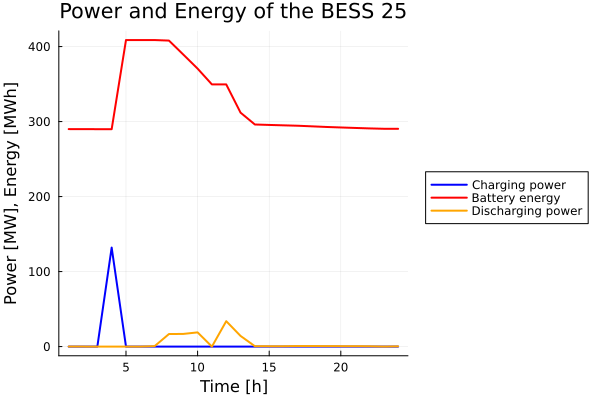 Power and Energy of the BESS 25
Power [MW], Energy [MWh]
400
300
200
100
0
5
10
15
20
Time [h]
Charging power
Battery energy
Discharging power